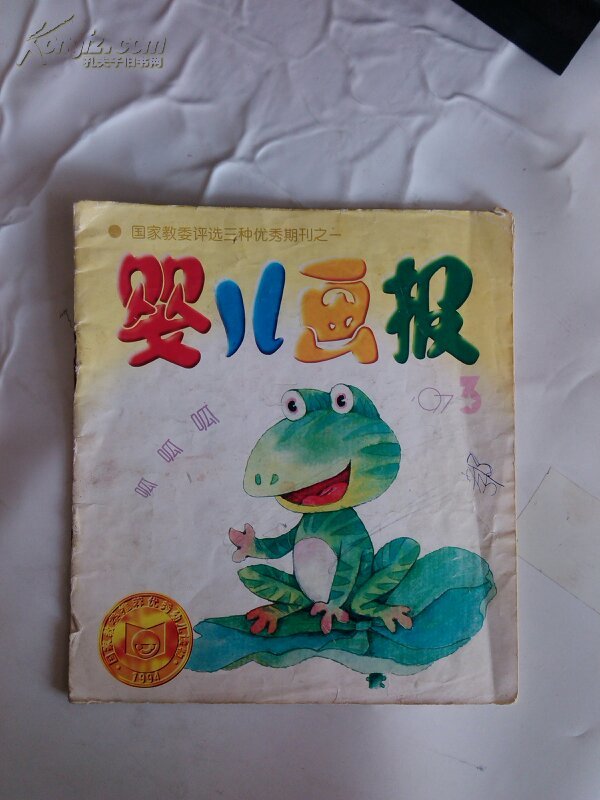 Kongfz.com
孔夫子旧书网
国家教委评选三种优秀期刊之一
婴儿画报
'97 3
呱 呱 呱
1994